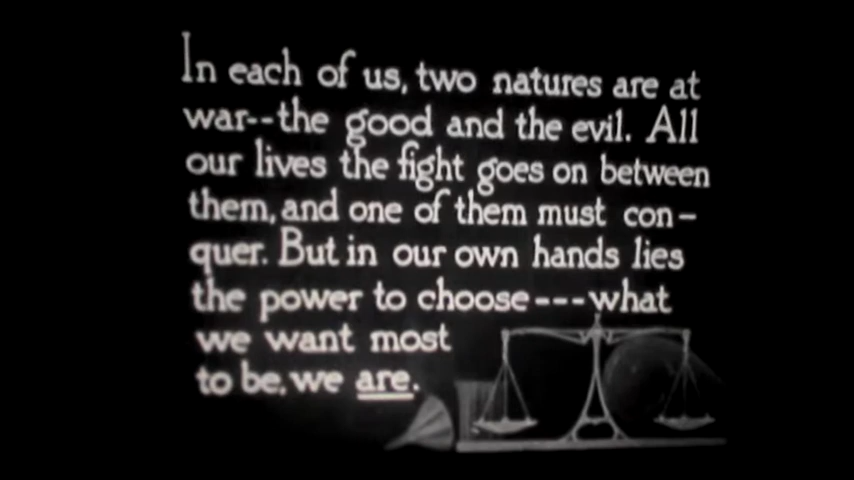 In each of us, two natures are at
war--the good and the evil. All
our lives the fight goes on between
them, and one of them must con-
quer. But in our own hands lies
the power to choose---what
we want most
to be, we are.